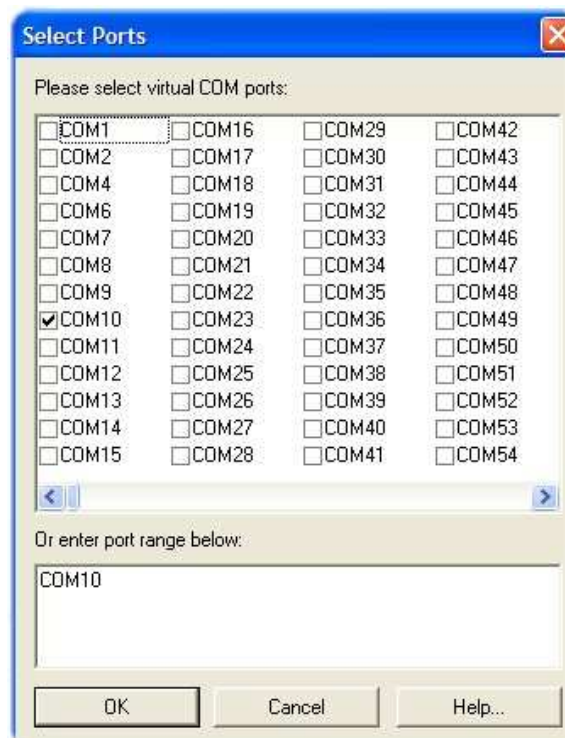 Select Ports
Please select virtual COM ports:
COM1 COM16 COM29 COM42
COM2 COM17 COM30 COM43
COM4 COM18 COM31 COM44
COM6 COM19 COM32 COM45
COM7 COM20 COM33 COM46
COM8 COM21 COM34 COM47
COM9 COM22 COM35 COM48
COM10 COM23 COM36 COM49
COM11 COM24 COM37 COM50
COM12 COM25 COM38 COM51
COM13 COM26 COM39 COM52
COM14 COM27 COM40 COM53
COM15 COM28 COM41 COM54
Or enter port range below:
COM10
OK Cancel Help...